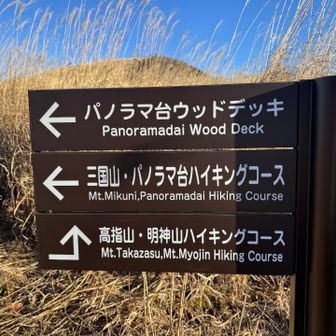 パノラマ台ウッドデッキ
Panoramadai Wood Deck
三国山・パノラマ台ハイキングコース
Mt.Mikuni,Panoramadai Hiking Course
高指山・明神山ハイキングコース
Mt.Takazasu,Mt.Myojin Hiking Course